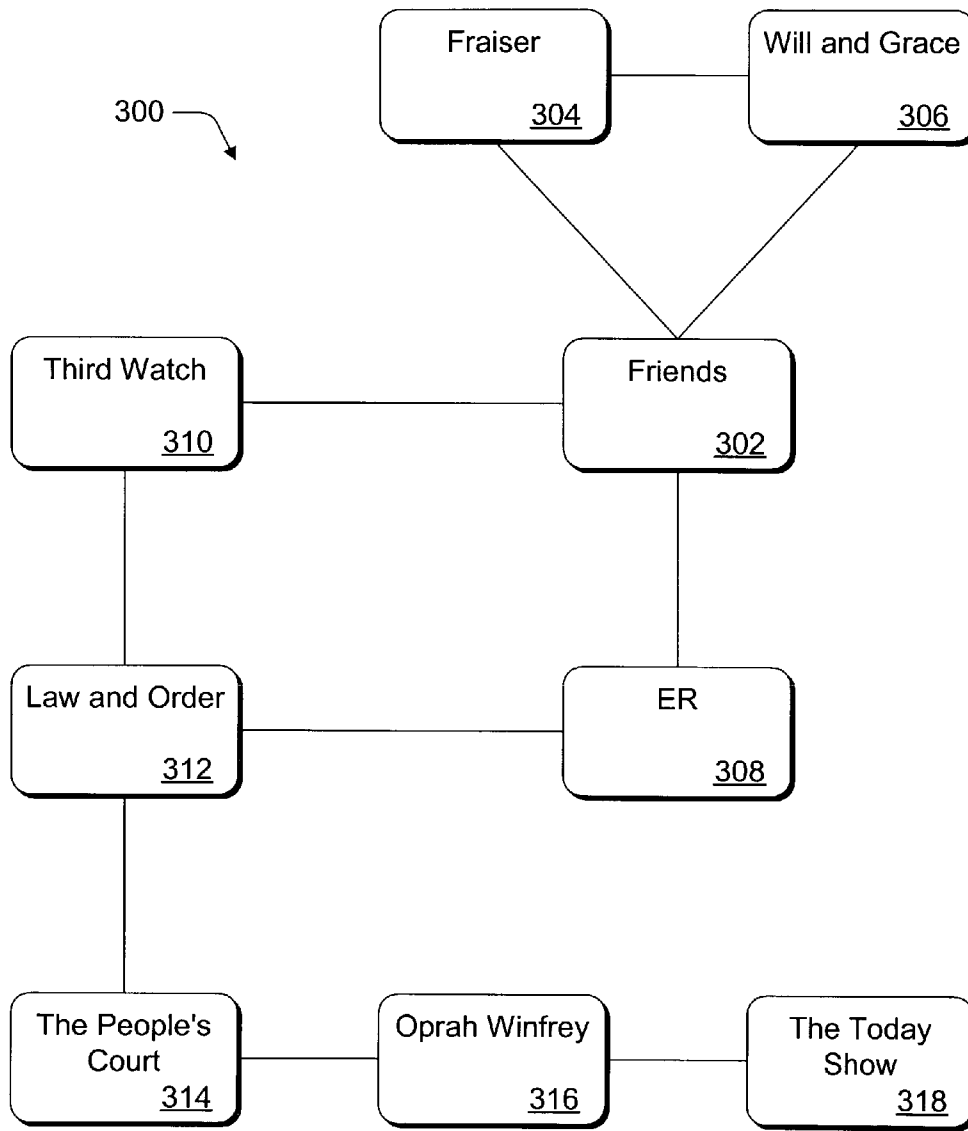 Fraiser
304
Will and Grace
306
300
Third Watch
310
Friends
302
Law and Order
312
ER
308
The People's
Court
314
Oprah Winfrey
316
The Today
Show
318